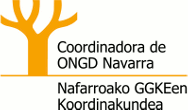 Coordinadora de
ONGD Navarra
Nafarroako GGKEen
Koordinakundea